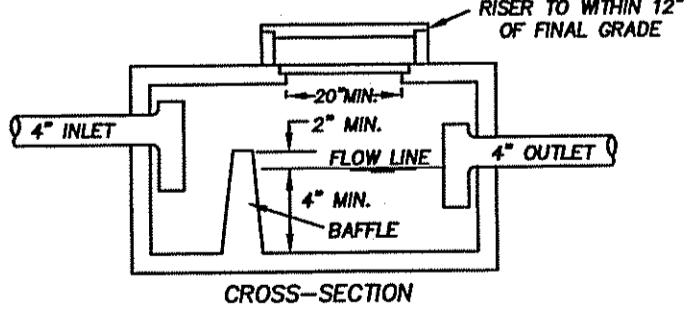 RISER TO WITHIN 12"
OF FINAL GRADE
20"MIN.
4" INLET
2" MIN.
FLOW LINE
4" OUTLET
4" MIN.
BAFFLE
CROSS-SECTION